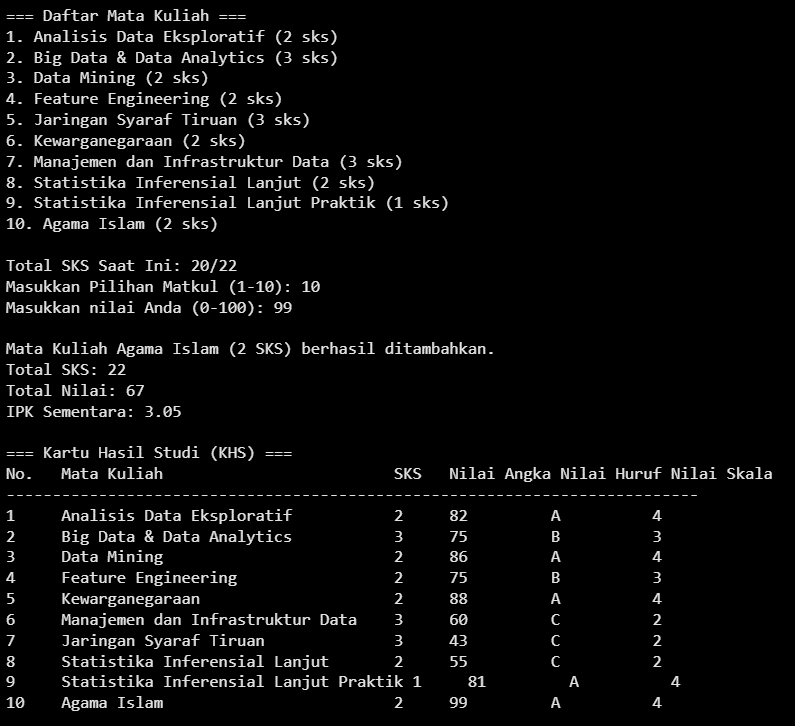 === Daftar Mata Kuliah ===
1. Analisis Data Eksploratif (2 sks)
2. Big Data & Data Analytics (3 sks)
3. Data Mining (2 sks)
4. Feature Engineering (2 sks)
5. Jaringan Syaraf Tiruan (3 sks)
6. Kewarganegaraan (2 sks)
7. Manajemen dan Infrastruktur Data (3 sks)
8. Statistika Inferensial Lanjut (2 sks)
9. Statistika Inferensial Lanjut Praktik (1 sks)
10. Agama Islam (2 sks)

Total SKS Saat Ini: 20/22
Masukkan Pilihan Matkul (1-10): 10
Masukkan nilai Anda (0-100): 99

Mata Kuliah Agama Islam (2 SKS) berhasil ditambahkan.
Total SKS: 22
Total Nilai: 67
IPK Sementara: 3.05

=== Kartu Hasil Studi (KHS) ===
No.   Mata Kuliah                         SKS   Nilai Angka Nilai Huruf Nilai Skala
---------------------------------------------------------------------------
1     Analisis Data Eksploratif           2     82         A          4
2     Big Data & Data Analytics           3     75         B          3
3     Data Mining                         2     86         A          4
4     Feature Engineering                 2     75         B          3
5     Kewarganegaraan                     2     88         A          4
6     Manajemen dan Infrastruktur Data    3     60         C          2
7     Jaringan Syaraf Tiruan              3     43         C          2
8     Statistika Inferensial Lanjut       2     55         C          2
9     Statistika Inferensial Lanjut Praktik 1     81         A          4
10    Agama Islam                         2     99         A          4